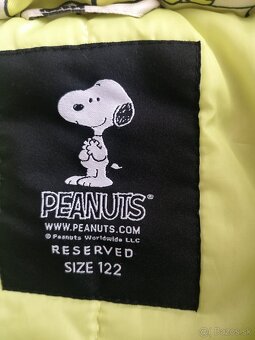 PEANUTS®
WWW.PEANUTS.COM
© Peanuts Worldwide LLC
RESERVED
SIZE 122